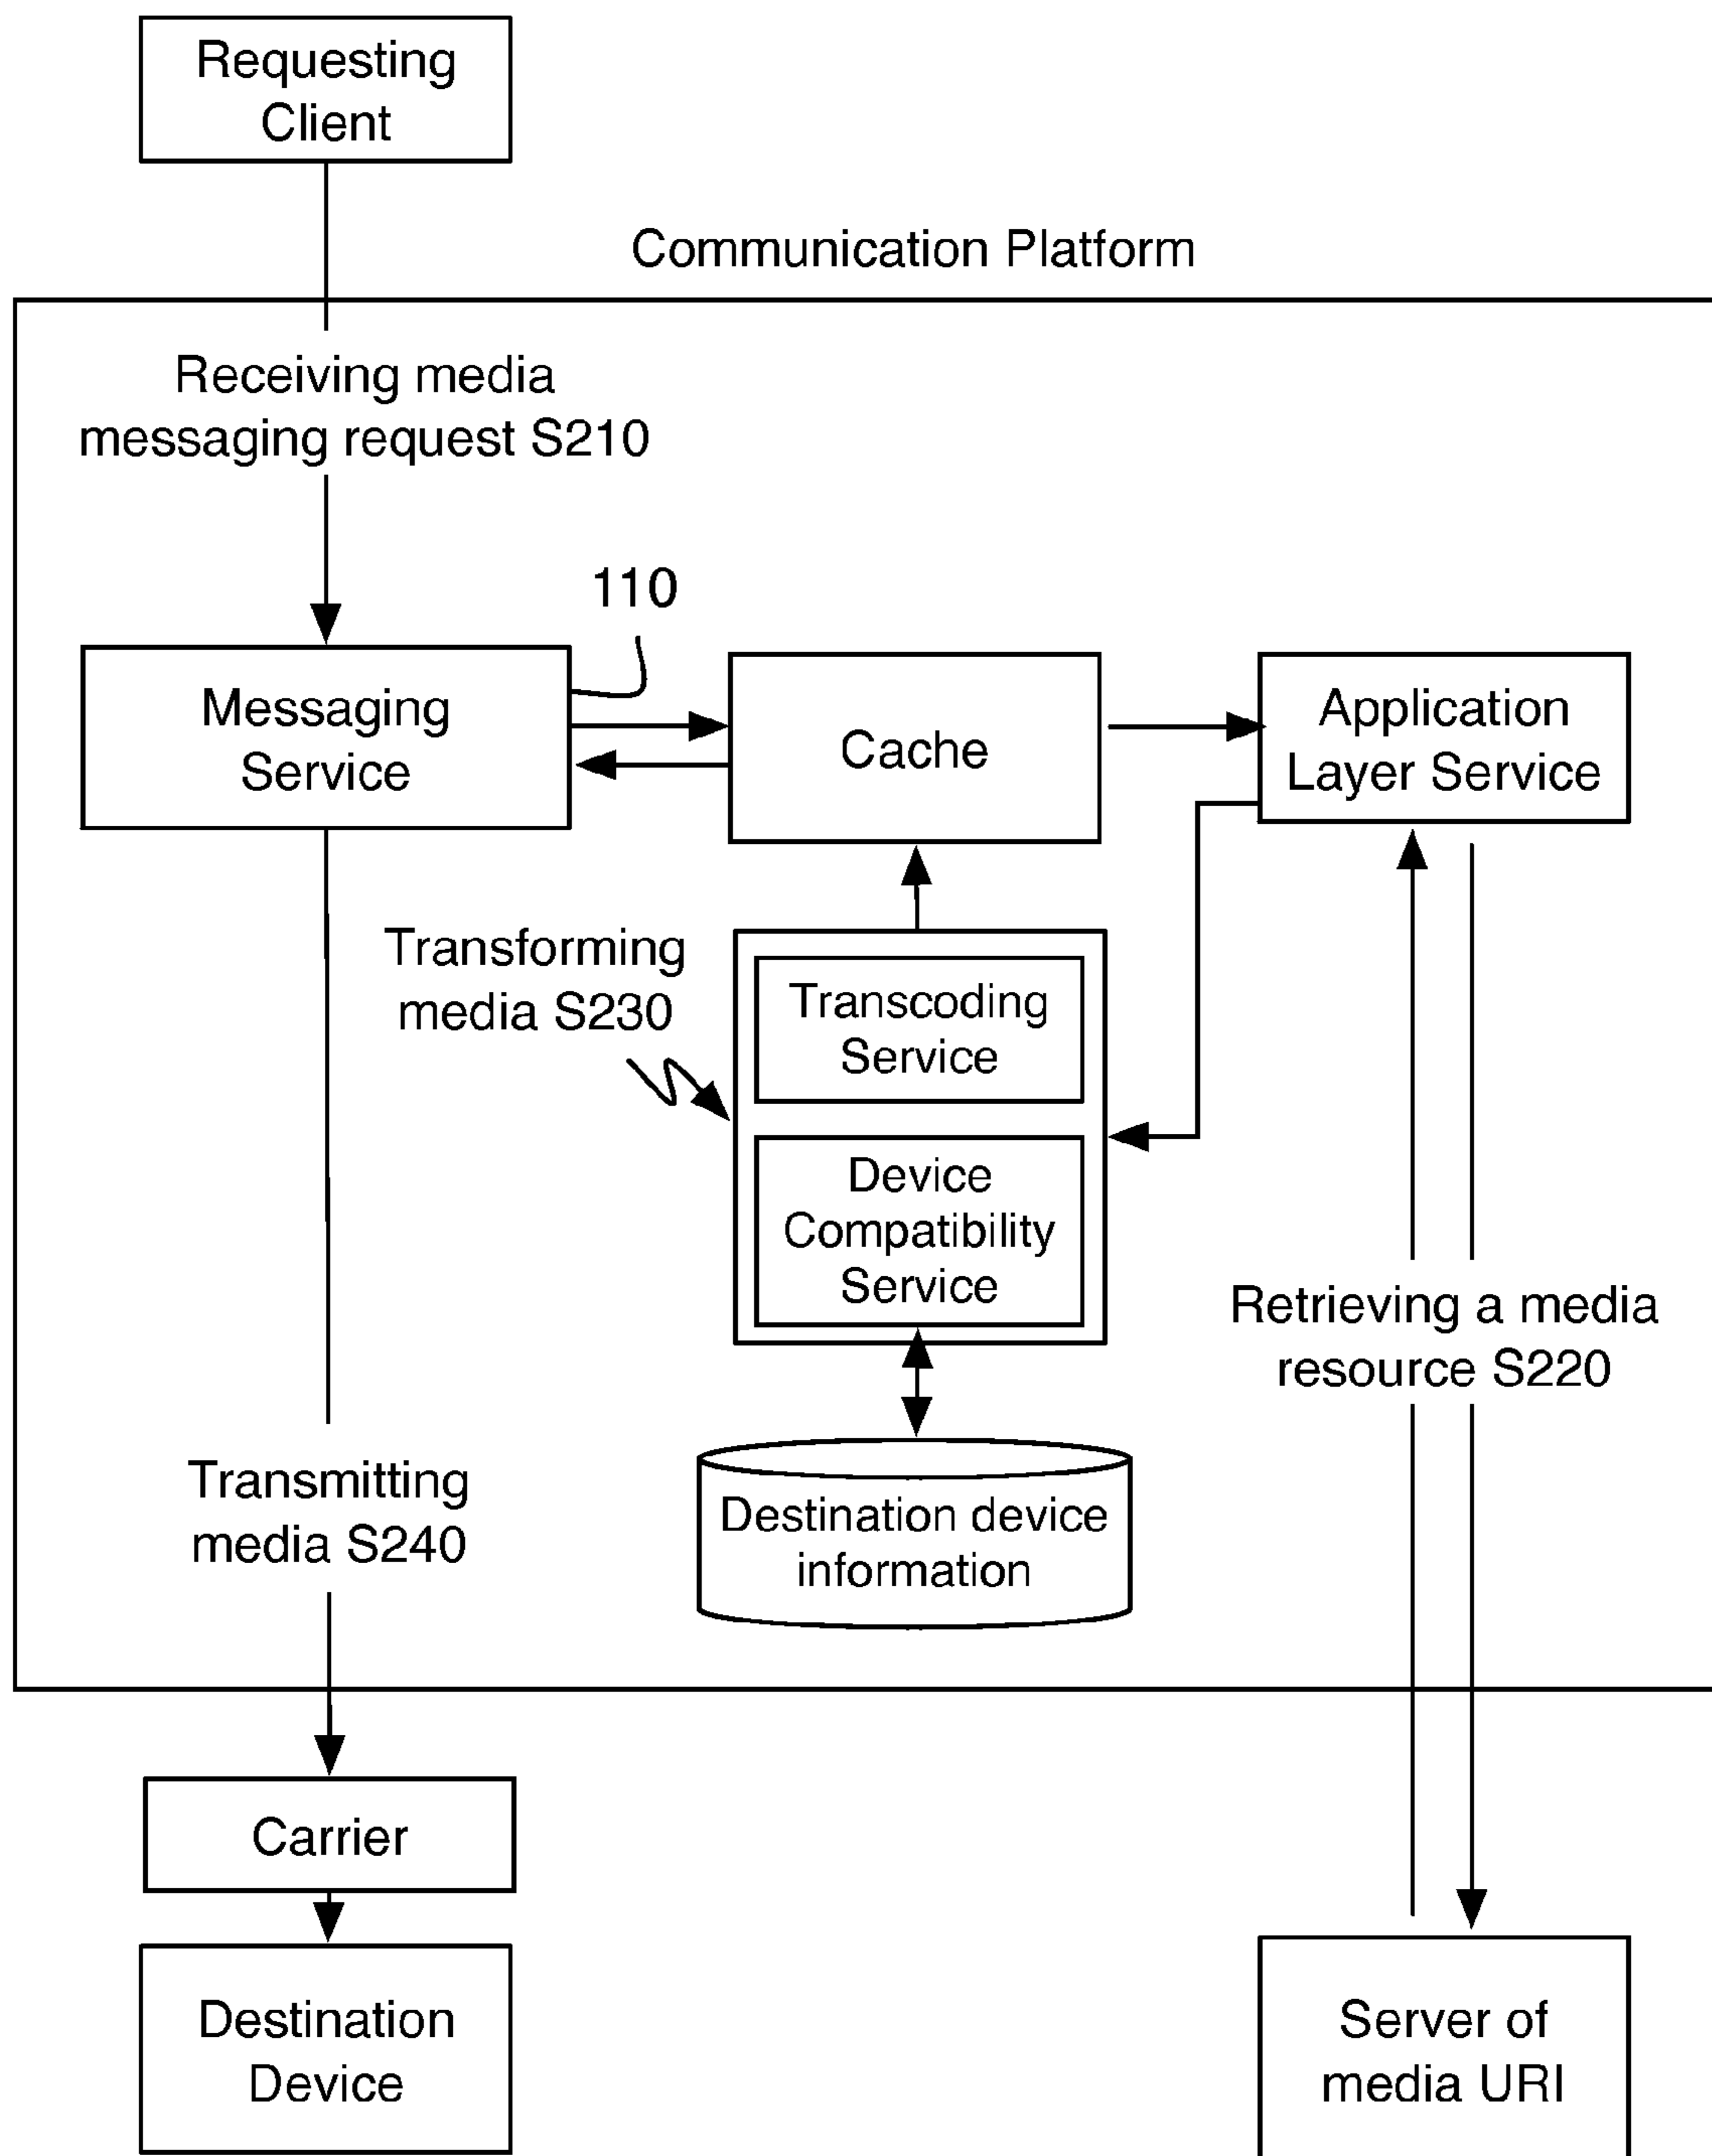 Requesting
Client
Communication Platform
Receiving media
messaging request S210
110
Messaging
Service
Cache
Application
Layer Service
Transforming
media S230
Transcoding
Service
Device
Compatibility
Service
Retrieving a media
resource S220
Transmitting
media S240
Destination device
information
Carrier
Destination
Device
Server of
media URI